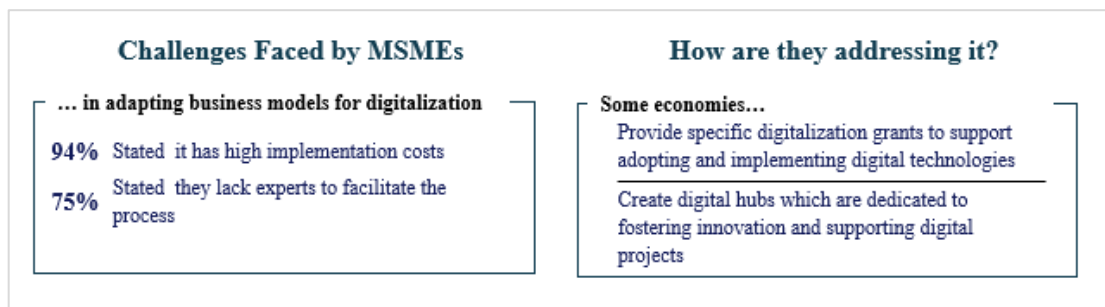 Challenges Faced by MSMEs
… in adapting business models for digitalization
94% Stated it has high implementation costs
75% Stated they lack experts to facilitate the
process
How are they addressing it?
Some economies…
Provide specific digitalization grants to support
adopting and implementing digital technologies
Create digital hubs which are dedicated to
fostering innovation and supporting digital
projects